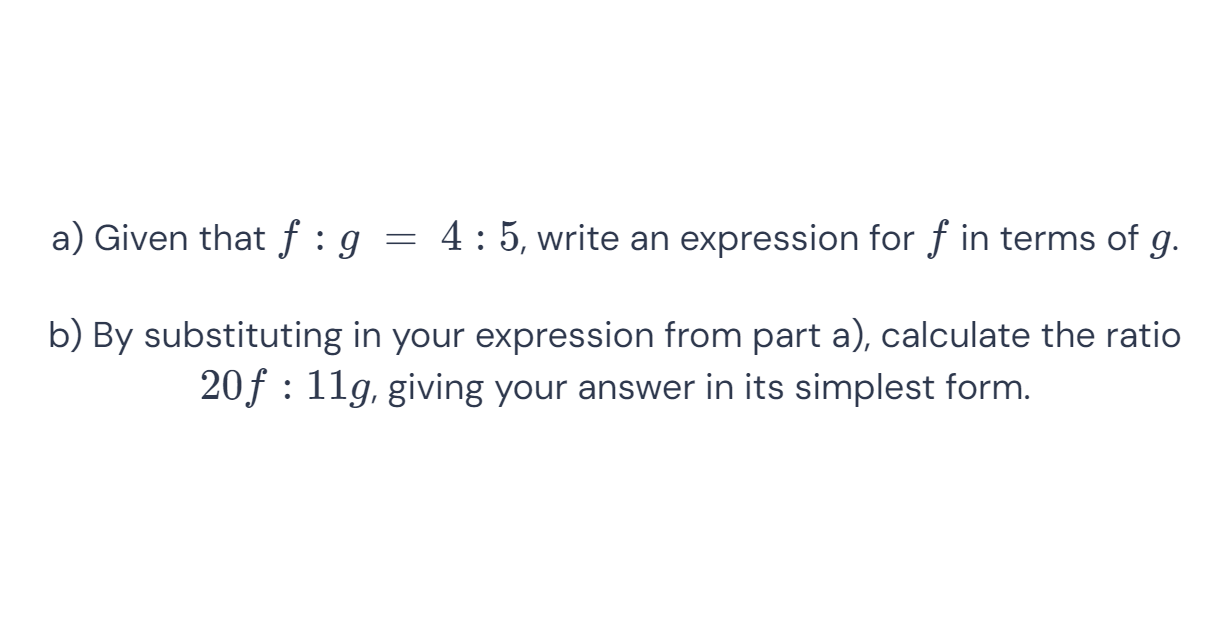 a) Given that f : g = 4 : 5, write an expression for f in terms of g.
b) By substituting in your expression from part a), calculate the ratio
20f : 11g, giving your answer in its simplest form.